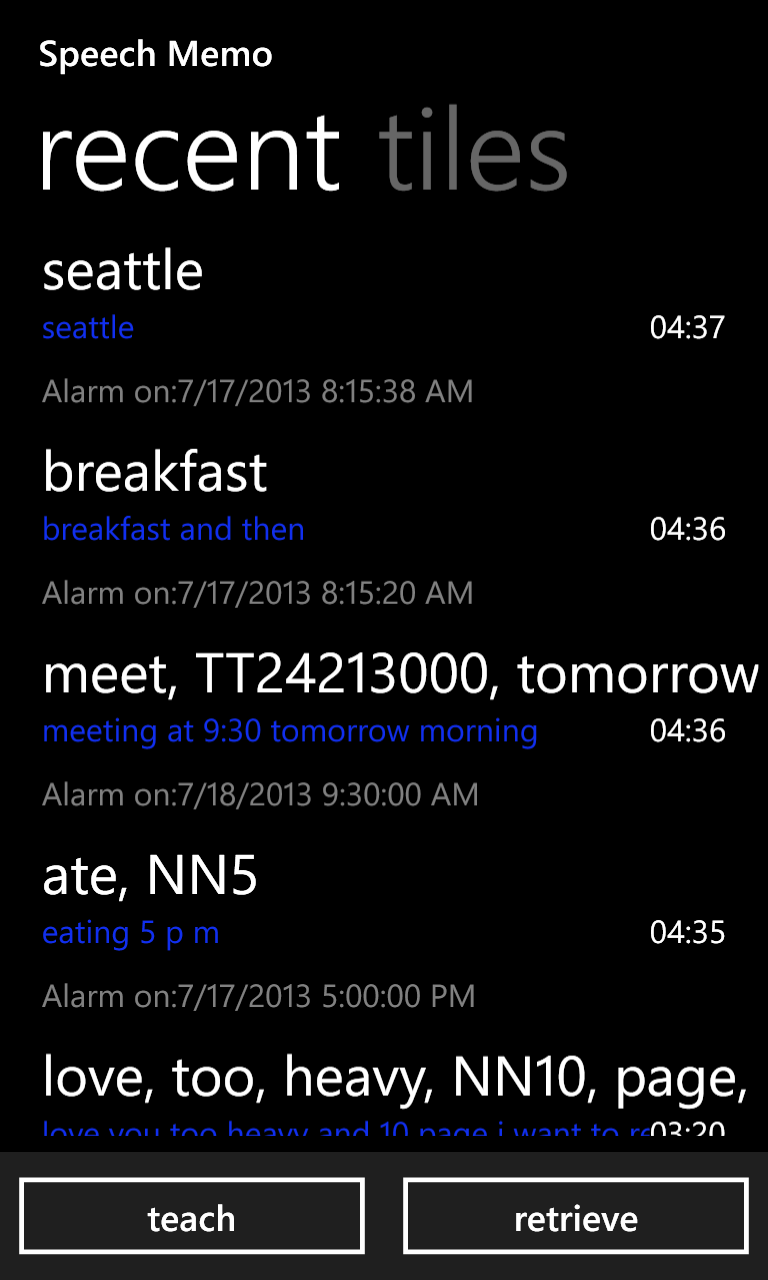 Speech Memo
recent tiles
seattle
seattle 04:37
Alarm on:7/17/2013 8:15:38 AM
breakfast
breakfast and then 04:36
Alarm on:7/17/2013 8:15:20 AM
meet, TT24213000, tomorrow
meeting at 9:30 tomorrow morning 04:36
Alarm on:7/18/2013 9:30:00 AM
ate, NN5
eating 5 p m 04:35
Alarm on:7/17/2013 5:00:00 PM
love, too, heavy, NN10, page,
love you too heavy and 10 page i want to 03:20
teach retrieve